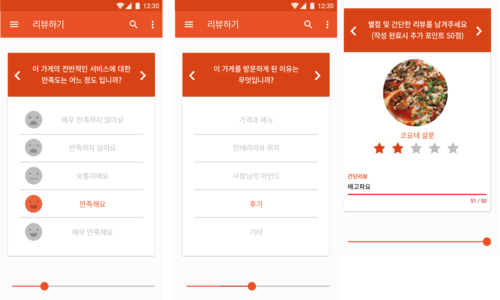 12:30
리뷰하기
이 가게의 전반적인 서비스에 대한
만족도는 어느 정도 입니까?
매우 만족하지 않아요
만족하지 않아요
보통이에요
만족해요
매우 만족해요
12:30
리뷰하기
이 가게를 방문하게 된 이유는
무엇입니까?
가격과 메뉴
인테리어와 위치
사장님의 마인드
후기
기타
별점 및 간단한 리뷰를 남겨주세요
(작성 완료시 추가 포인트 50점)
코요테 살룬
간단리뷰
배고파요
51 / 50